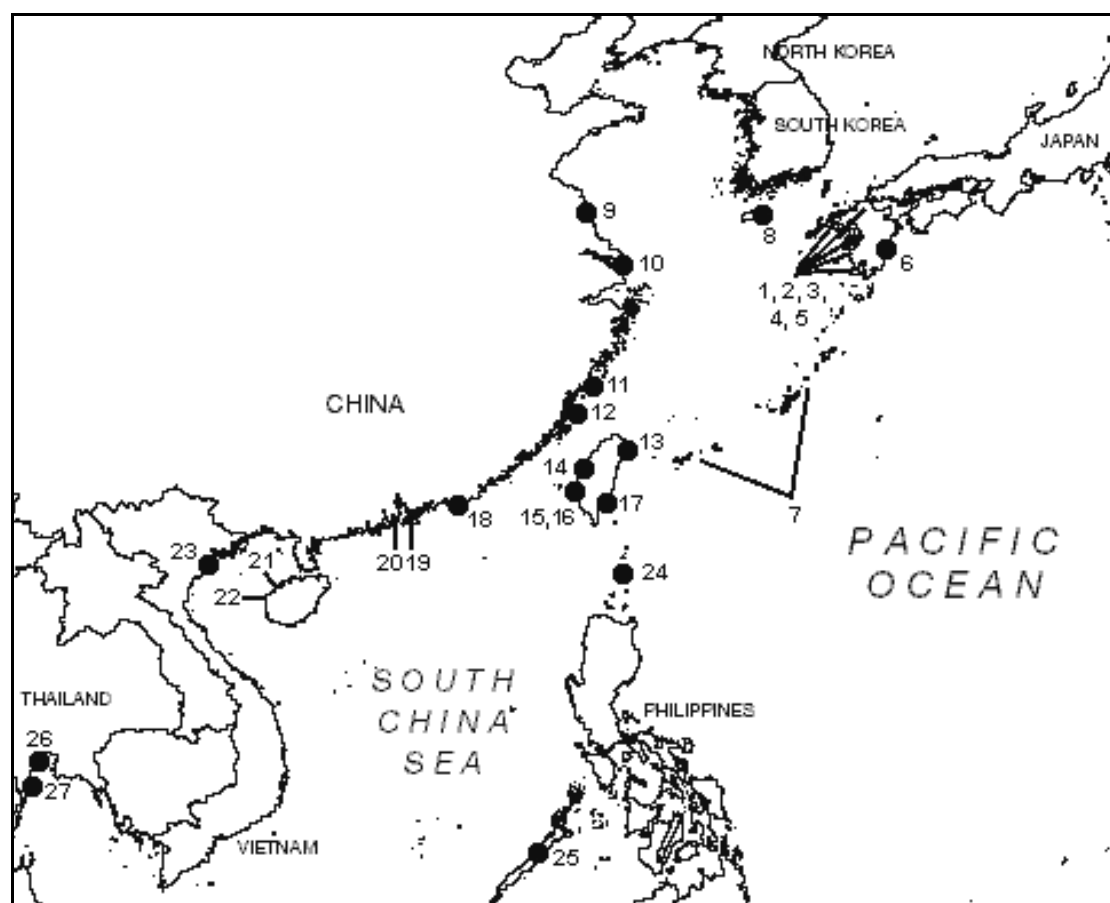 NORTH KOREA
SOUTH KOREA
JAPAN
9
8
6
10
1, 2, 3,
4, 5
11
CHINA
12
13
14
15,16
17
7
18
PACIFIC
OCEAN
23
21
2019
22
24
SOUTH
CHINA
SEA
THAILAND
PHILIPPINES
26
27
VIETNAM
25